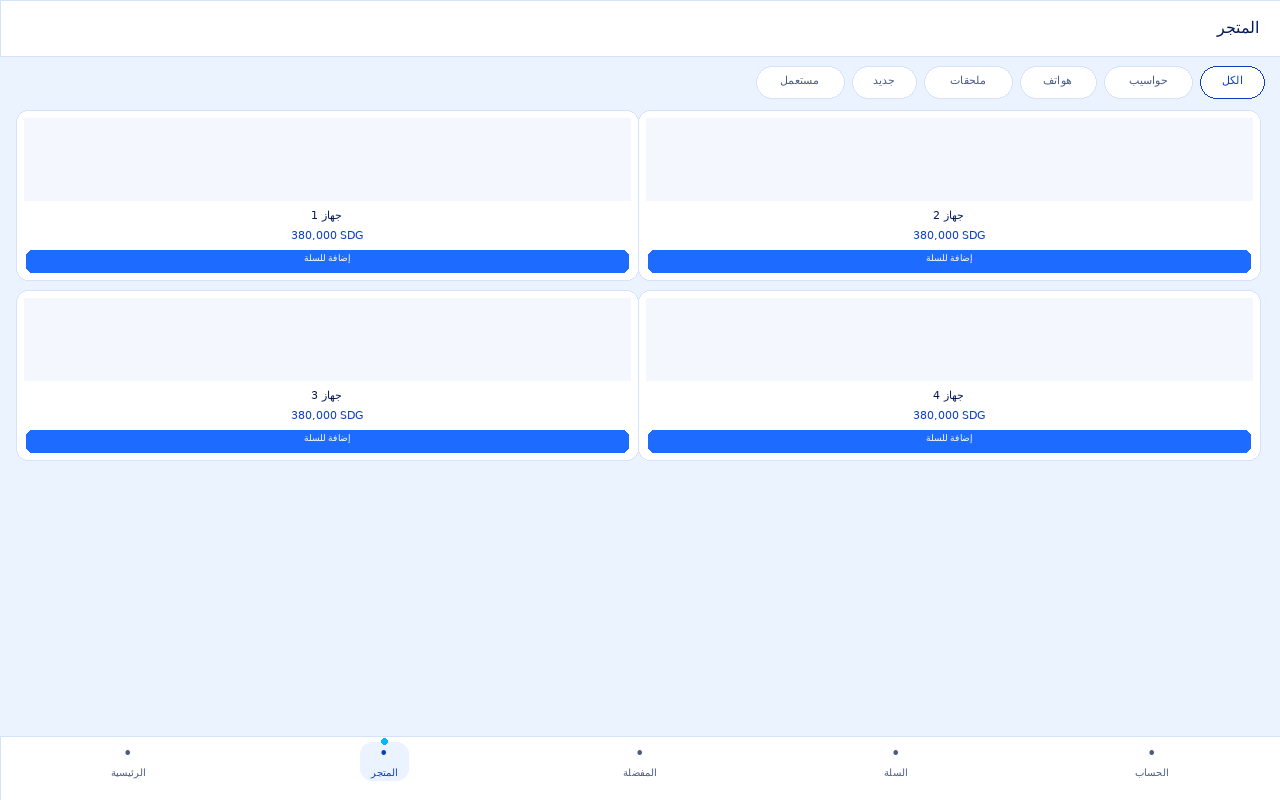 المتجر
الكل
حواسيب
هواتف
ملحقات
جديد
مستعمل
جهاز 2
380,000 SDG
إضافة للسلة
جهاز 1
380,000 SDG
إضافة للسلة
جهاز 4
380,000 SDG
إضافة للسلة
جهاز 3
380,000 SDG
إضافة للسلة
الحساب
السلة
المفضلة
المتجر
الرئيسية